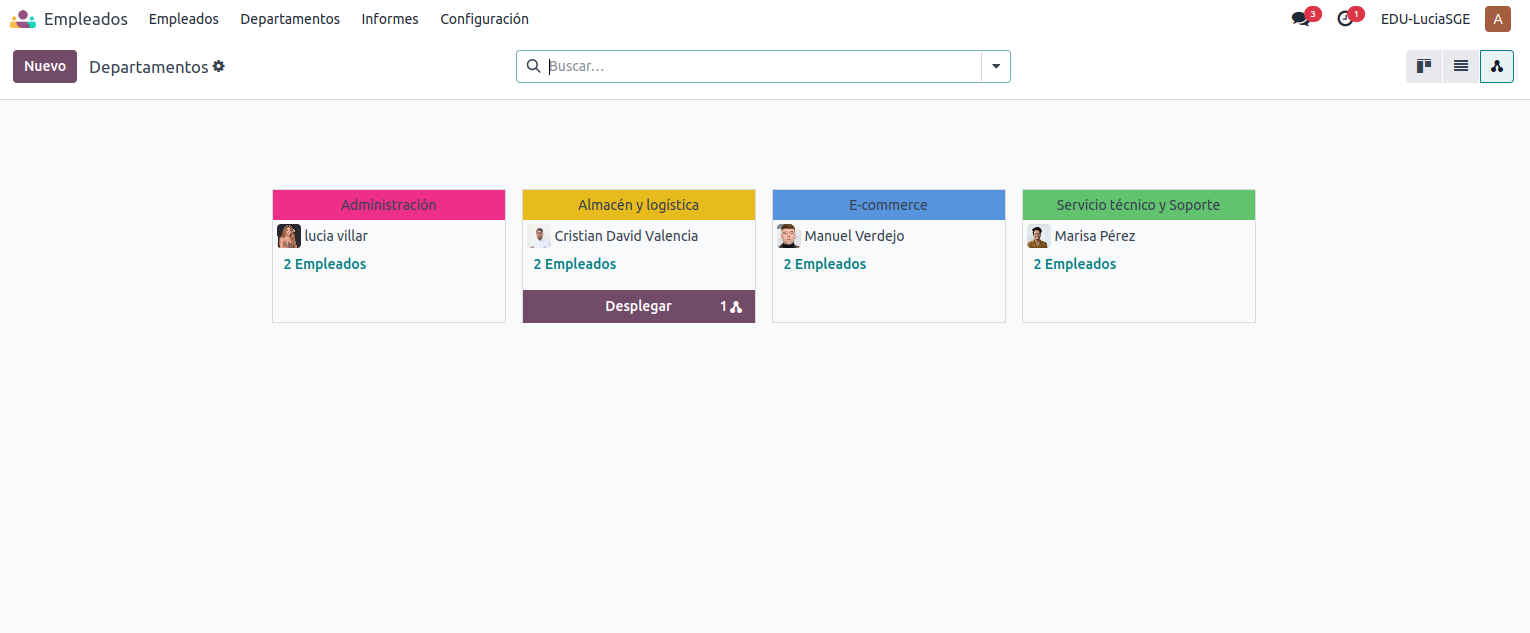 Empleados Empleados Departamentos Informes Configuración 3 1 EDU-LuciaSGE A
Nuevo Departamentos Buscar...
Administración Almacén y logística E-commerce Servicio técnico y Soporte
lucia villar Cristian David Valencia Manuel Verdejo Marisa Pérez
2 Empleados 2 Empleados 2 Empleados 2 Empleados
Desplegar 1